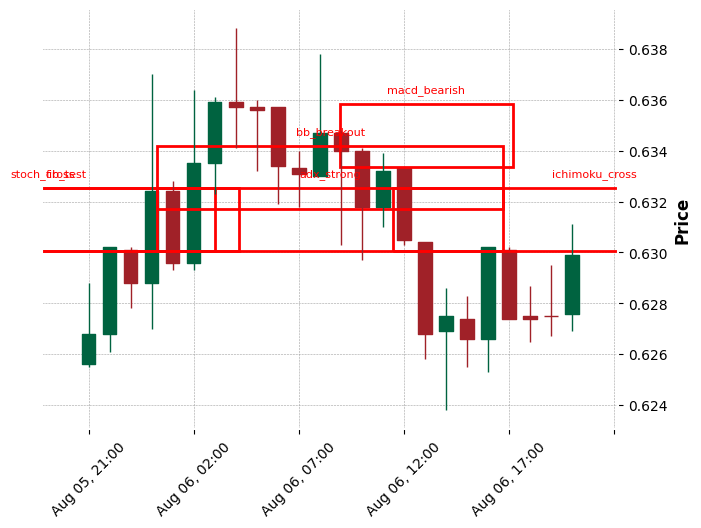 0.638
macd_bearish
0.636
bb_breakout
0.634
ichimoku_cross
0.632
Price
0.630
0.628
0.626
0.624
Aug 05, 21:00
Aug 06, 02:00
Aug 06, 07:00
Aug 06, 12:00
Aug 06, 17:00